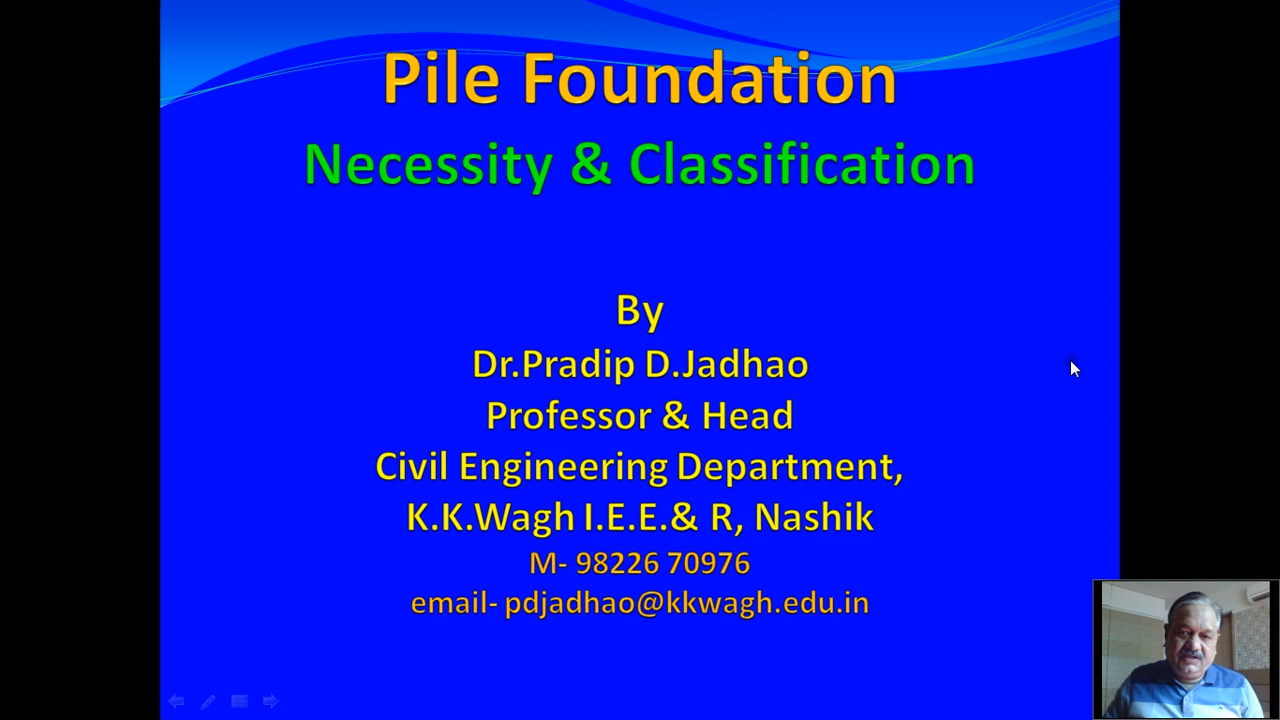 Pile Foundation
Necessity & Classification
By
Dr.Pradip D.Jadhao
Professor & Head
Civil Engineering Department,
K.K.Wagh I.E.E.& R, Nashik
M- 98226 70976
email- pdjadhao@kkwagh.edu.in